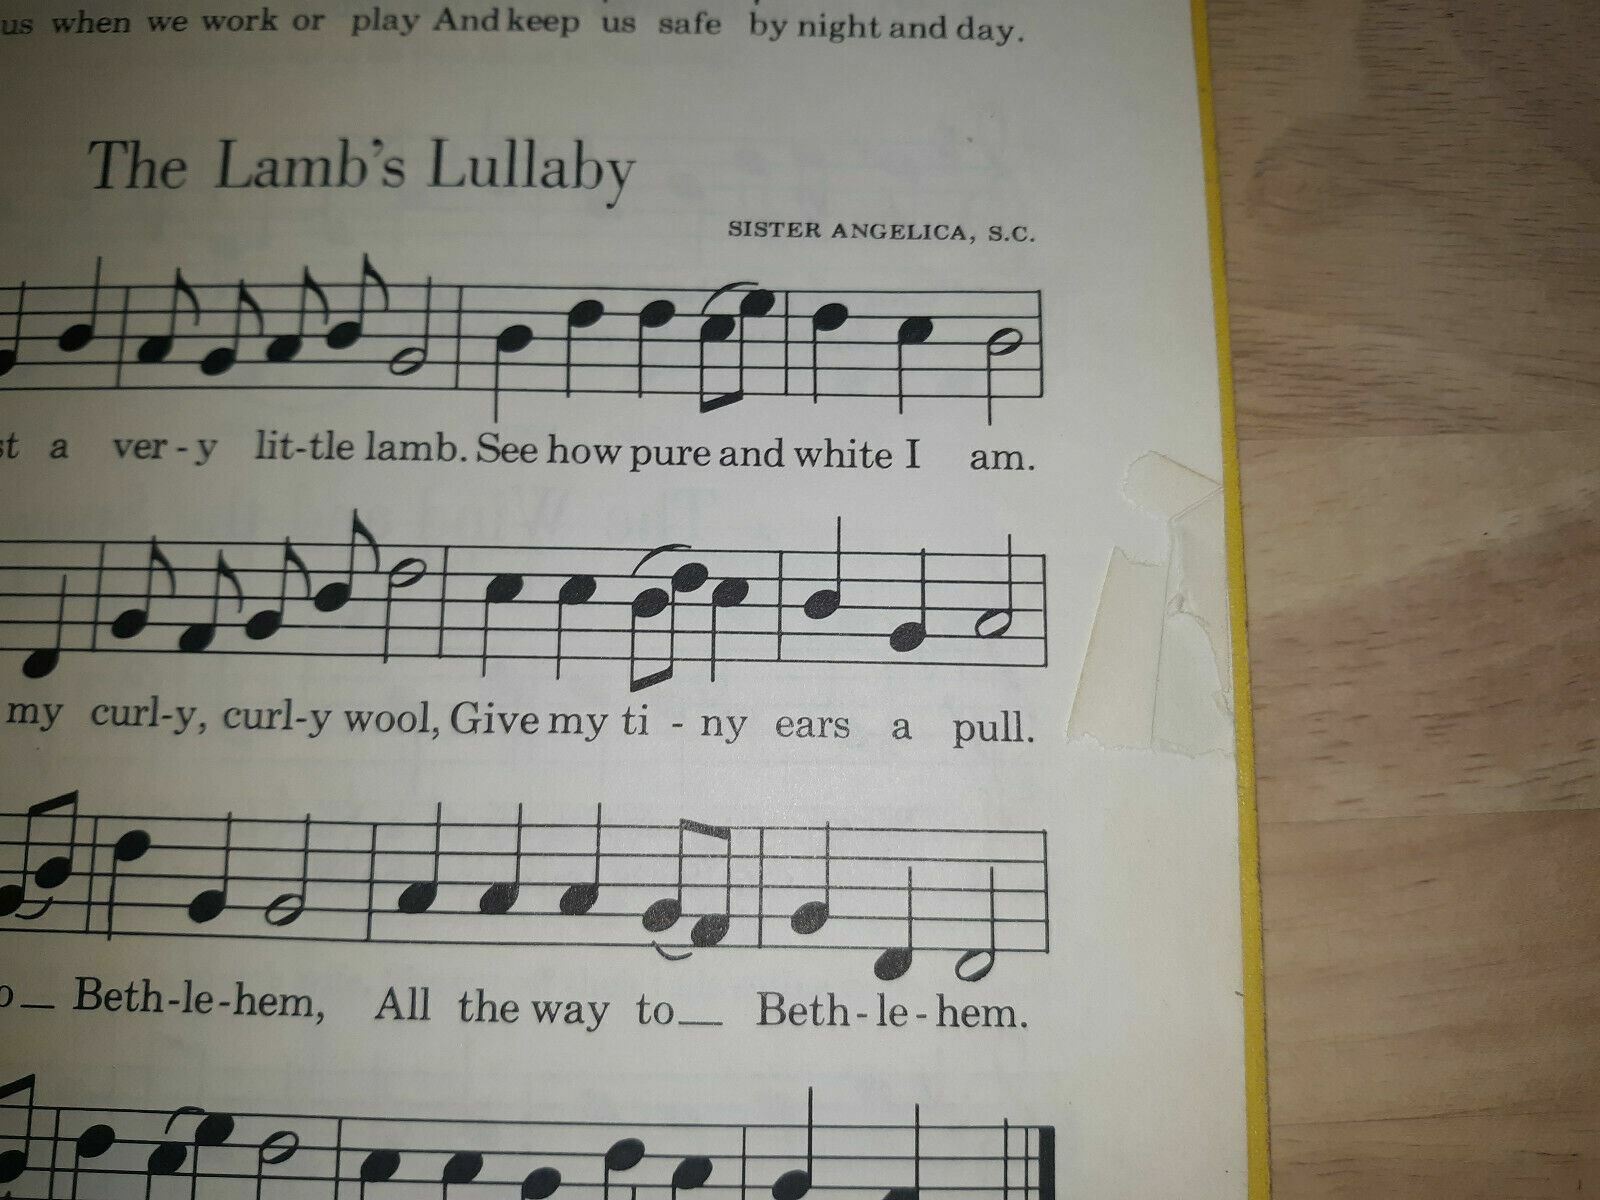 us when we work or play And keep us safe by night and day.
The Lamb's Lullaby
SISTER ANGELICA, S.C.
a ver - y lit-tle lamb. See how pure and white I am.
my curl-y, curl-y wool, Give my ti - ny ears a pull.
Beth-le-hem, All the way to__ Beth - le - hem.